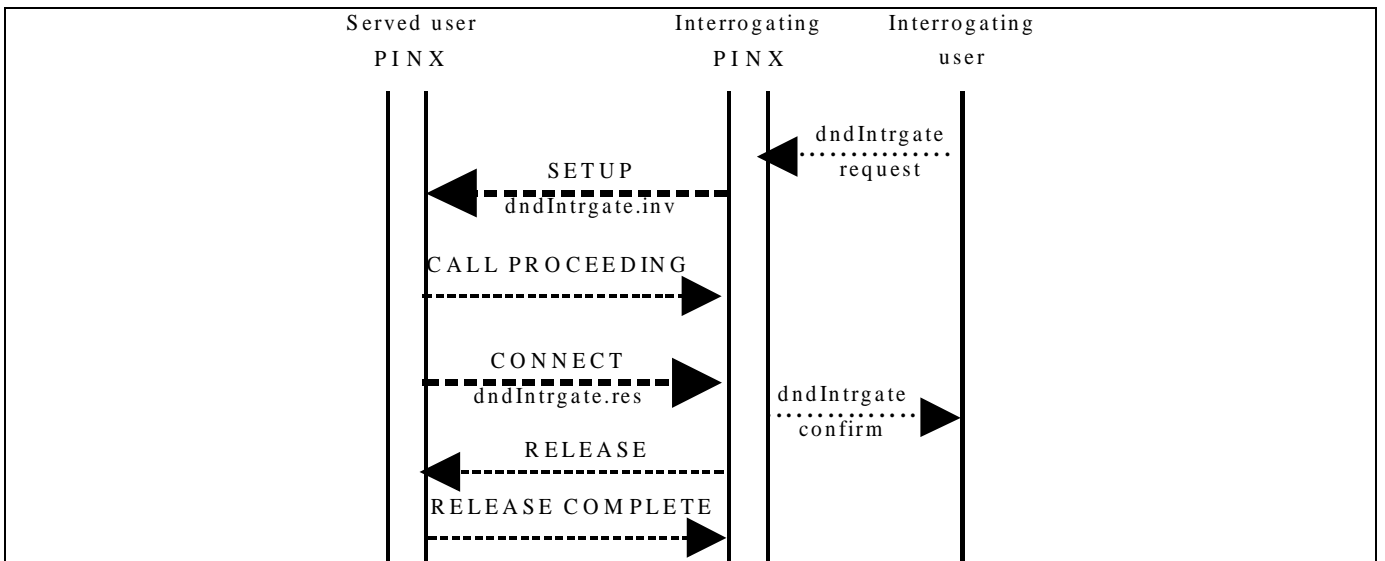 Served user Interrogating Interrogating
PINX PINX user
dndIntrgate
request
SETUP
dndIntrgate.inv
CALL PROCEEDING
CONNECT
dndIntrgate.res
dndIntrgate
confirm
RELEASE
RELEASE COMPLETE